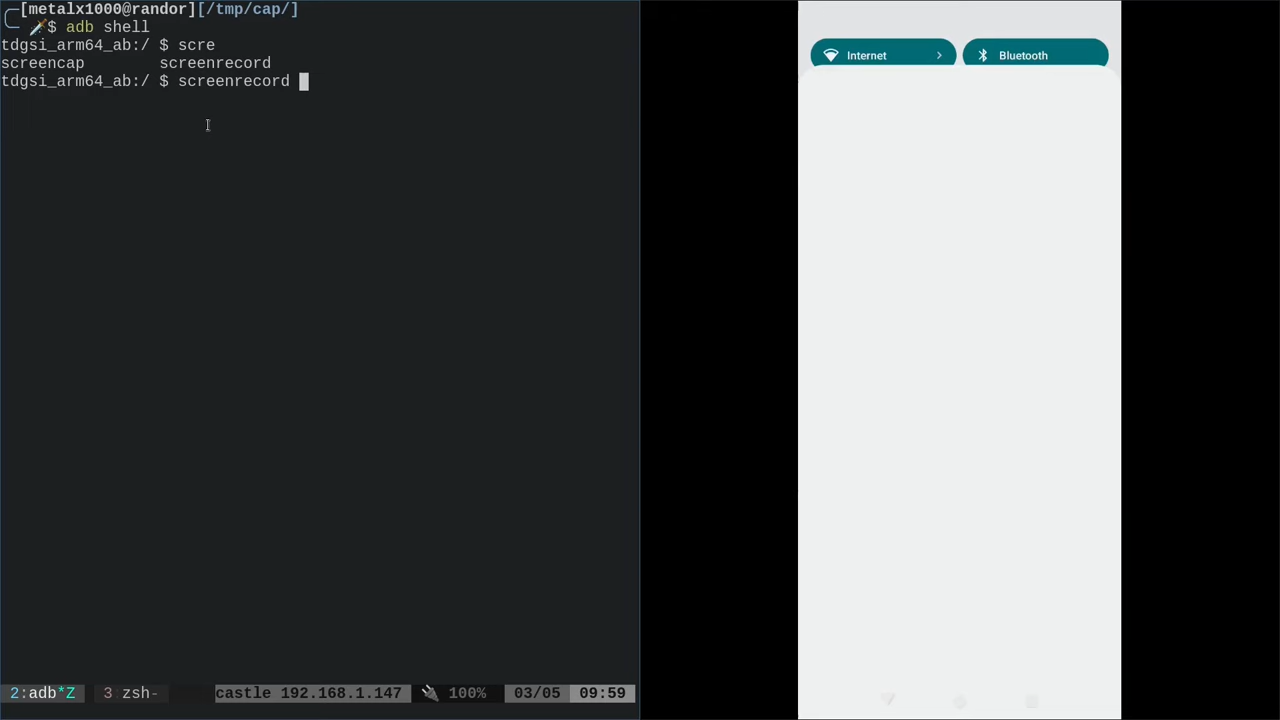 [metalx1000@randor][/tmp/cap/]
$ adb shell
tdgsi_arm64_ab:/ $ scre
screencap screenrecord
tdgsi_arm64_ab:/ $ screenrecord
2:adb*Z 3 zsh- castle 192.168.1.147 100% 03/05 09:59
Internet
Bluetooth